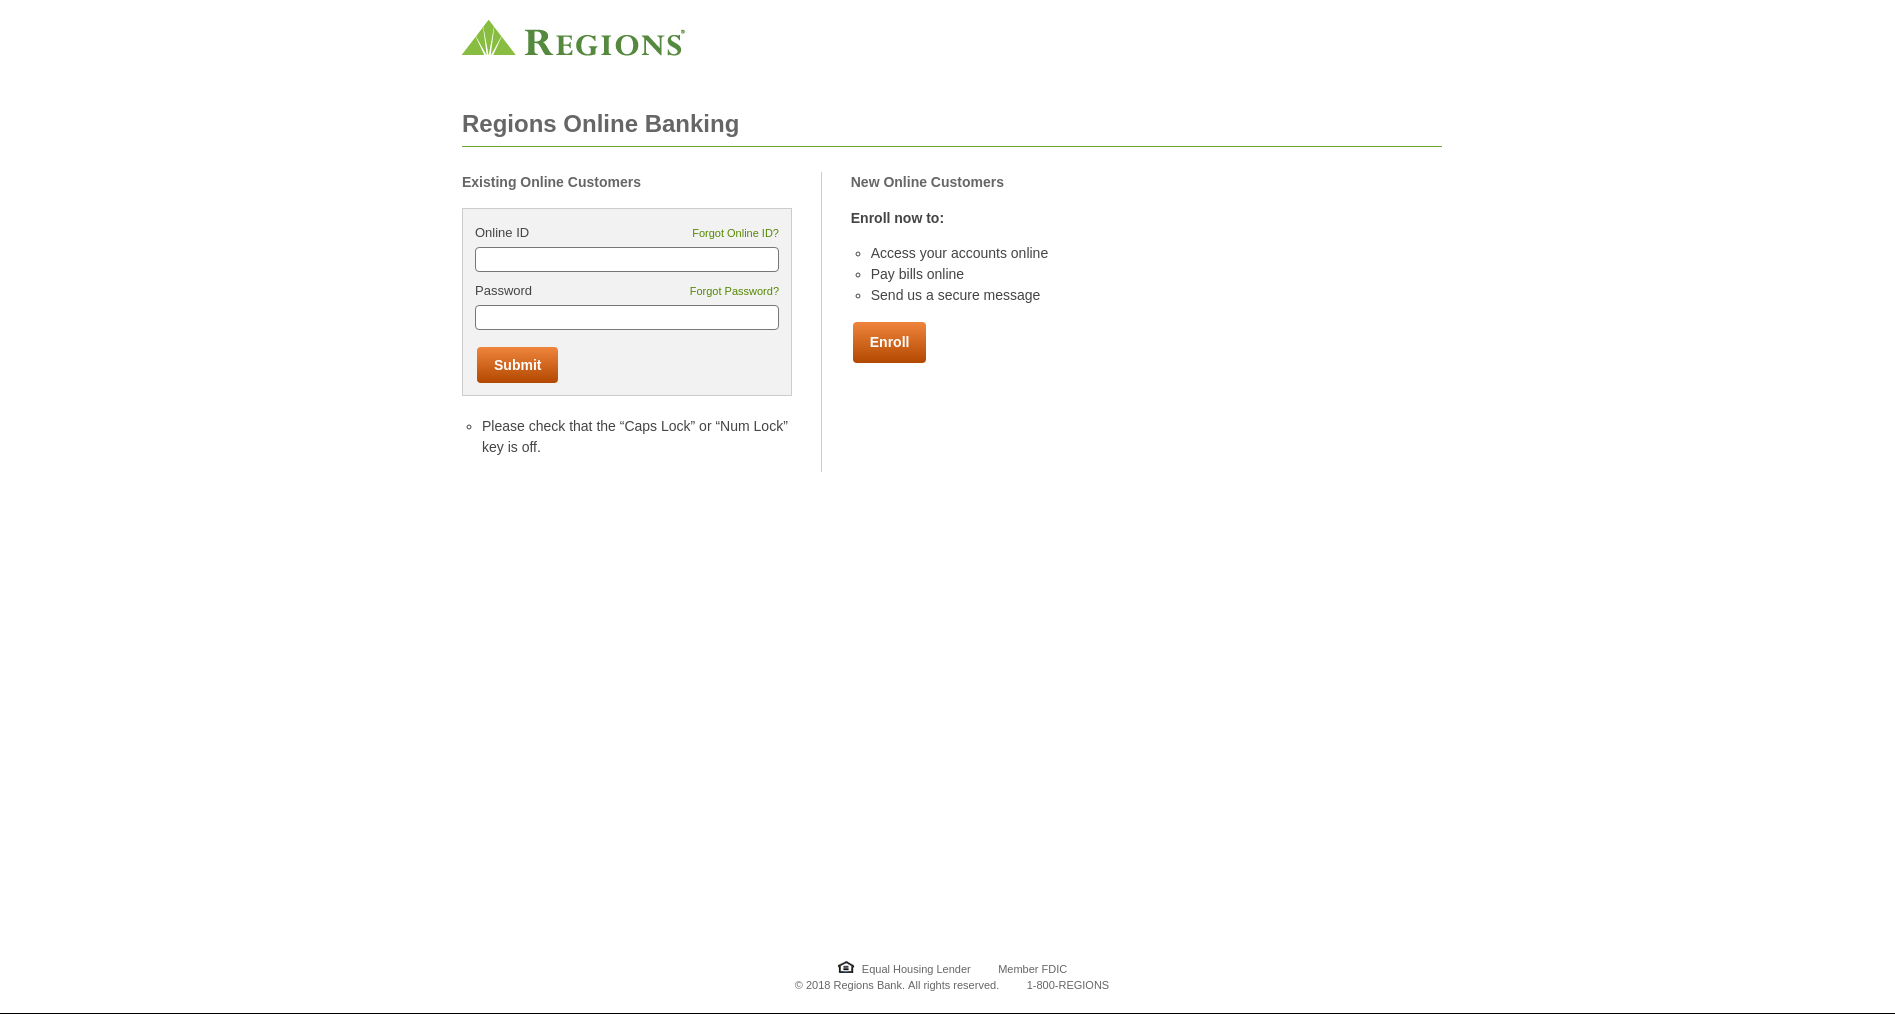 REGIONS®
Regions Online Banking
Existing Online Customers
Online ID
Forgot Online ID?
Password
Forgot Password?
Submit
Please check that the “Caps Lock” or “Num Lock”
key is off.
New Online Customers
Enroll now to:
Access your accounts online
Pay bills online
Send us a secure message
Enroll
Equal Housing Lender Member FDIC
© 2018 Regions Bank. All rights reserved. 1-800-REGIONS